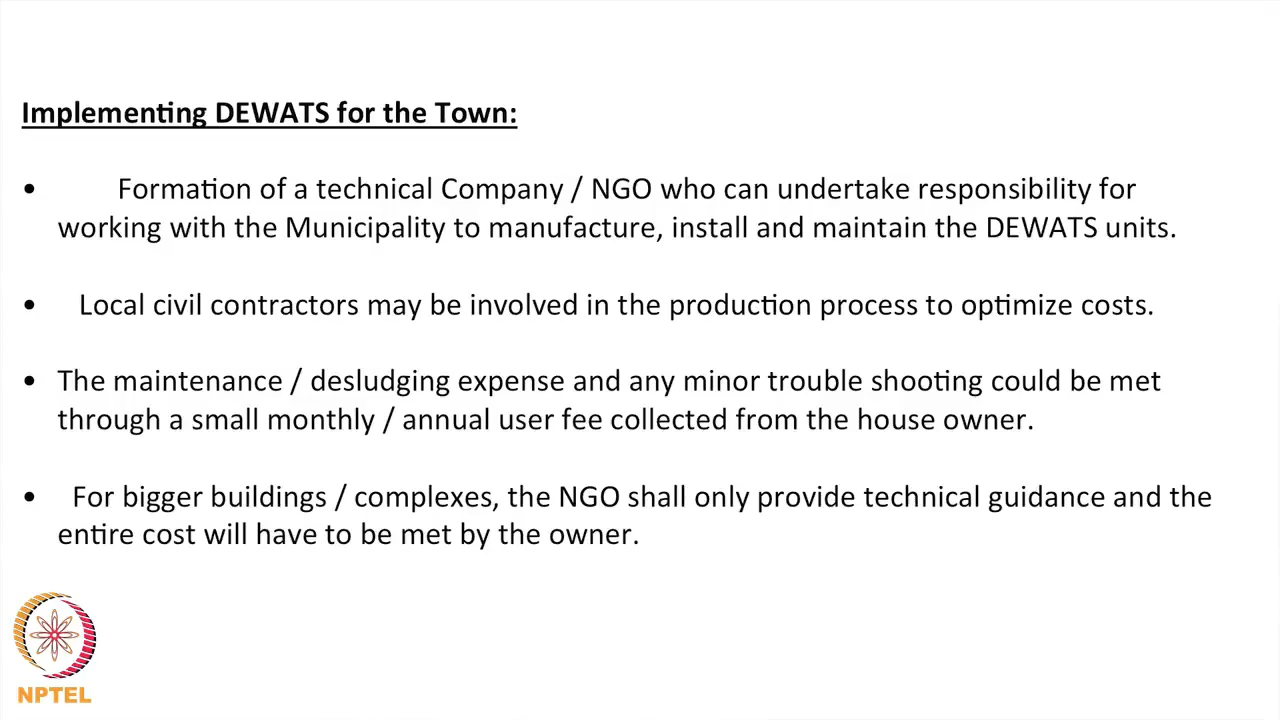 Implementing DEWATS for the Town:
• Formation of a technical Company / NGO who can undertake responsibility for
working with the Municipality to manufacture, install and maintain the DEWATS units.
• Local civil contractors may be involved in the production process to optimize costs.
• The maintenance / desludging expense and any minor trouble shooting could be met
through a small monthly / annual user fee collected from the house owner.
• For bigger buildings / complexes, the NGO shall only provide technical guidance and the
entire cost will have to be met by the owner.
NPTEL